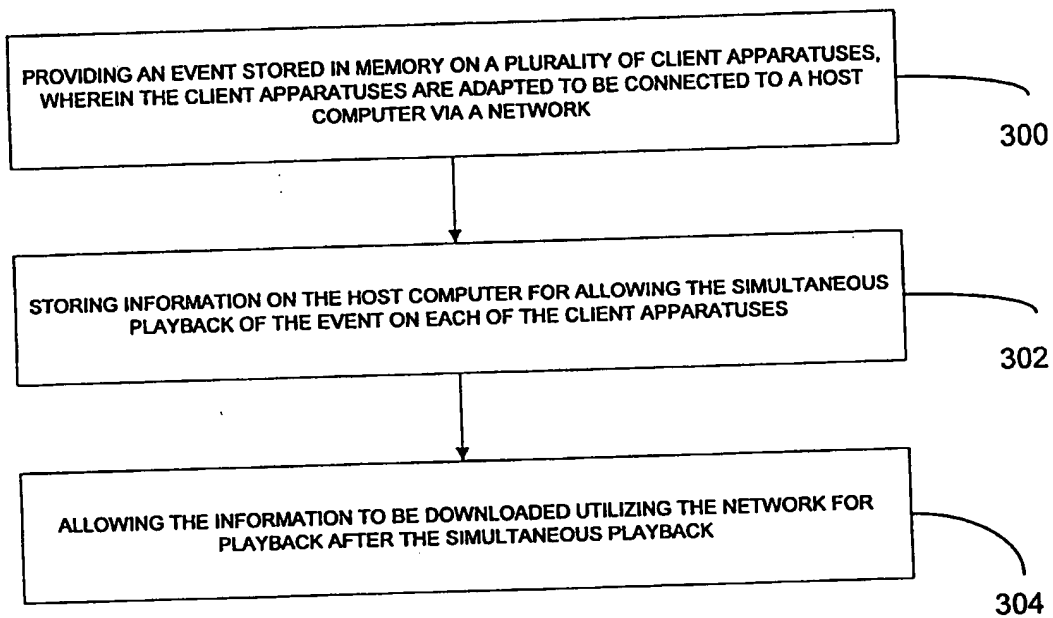 PROVIDING AN EVENT STORED IN MEMORY ON A PLURALITY OF CLIENT APPARATUSES,
WHEREIN THE CLIENT APPARATUSES ARE ADAPTED TO BE CONNECTED TO A HOST
COMPUTER VIA A NETWORK
300
STORING INFORMATION ON THE HOST COMPUTER FOR ALLOWING THE SIMULTANEOUS
PLAYBACK OF THE EVENT ON EACH OF THE CLIENT APPARATUSES
302
ALLOWING THE INFORMATION TO BE DOWNLOADED UTILIZING THE NETWORK FOR
PLAYBACK AFTER THE SIMULTANEOUS PLAYBACK
304